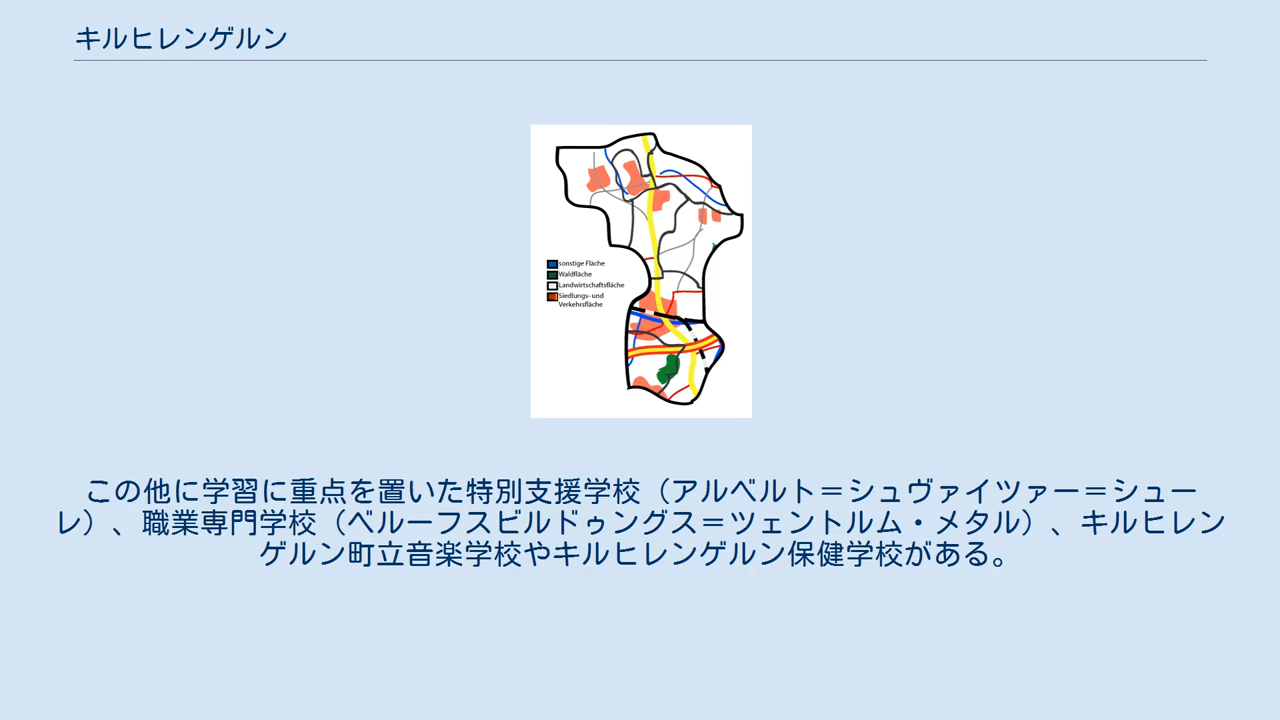 キルヒレンゲルン
sonstige Fläche
Waldfläche
Landwirtschaftsfläche
Siedlungs- und
Verkehrsfläche
この他に学習に重点を置いた特別支援学校（アルベルト＝シュヴァイツァー＝シュー
レ）、職業専門学校（ベルーフスビルドゥングス＝ツェントルム・メタル）、キルヒレン
ゲルン町立音楽学校やキルヒレンゲルン保健学校がある。